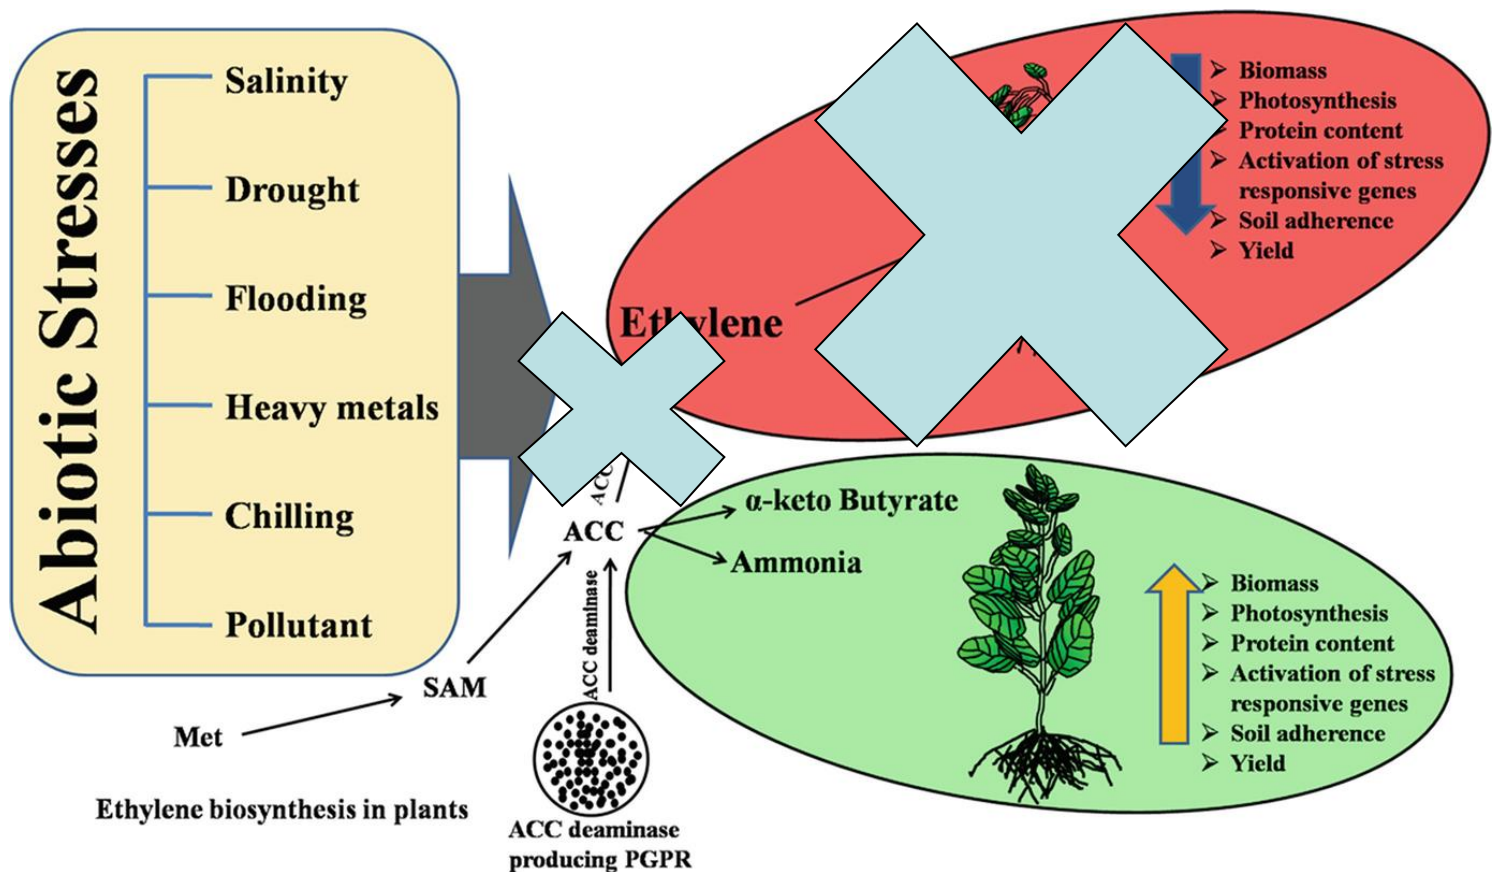 Abiotic Stresses
Salinity
Drought
Flooding
Heavy metals
Chilling
Pollutant
Biomass
Photosynthesis
Protein content
Activation of stress
responsive genes
Soil adherence
Yield
Ethylene
ACC
ACC
α-keto Butyrate
Ammonia
ACC deaminase
Biomass
Photosynthesis
Protein content
Activation of stress
responsive genes
Soil adherence
Yield
SAM
Met
Ethylene biosynthesis in plants
ACC deaminase
producing PGPR